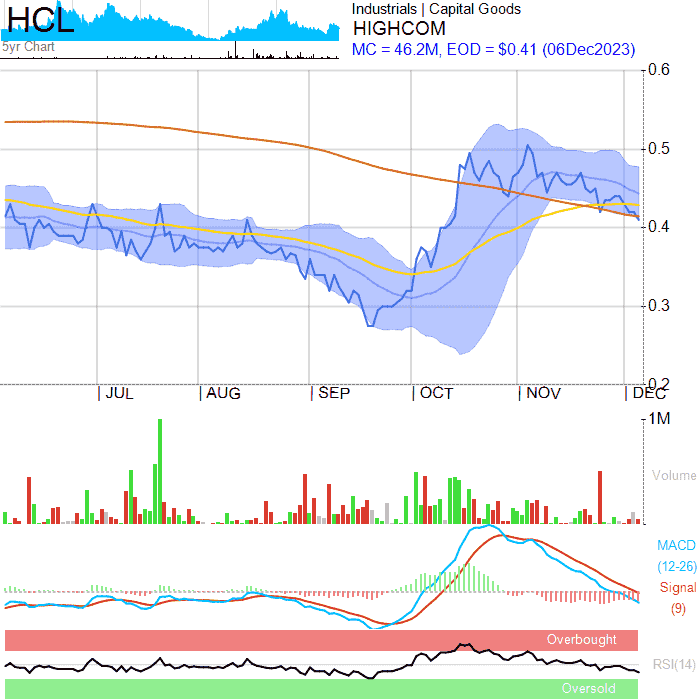 HCL
5yr Chart
Industrials | Capital Goods
HIGHCOM
MC = 46.2M, EOD = $0.41 (06Dec2023)
0.6
0.5
0.4
0.3
0.2
JUL
AUG
SEP
OCT
NOV
DEC
1M
Volume
MACD
(12-26)
Signal
(9)
Overbought
RSI(14)
Oversold